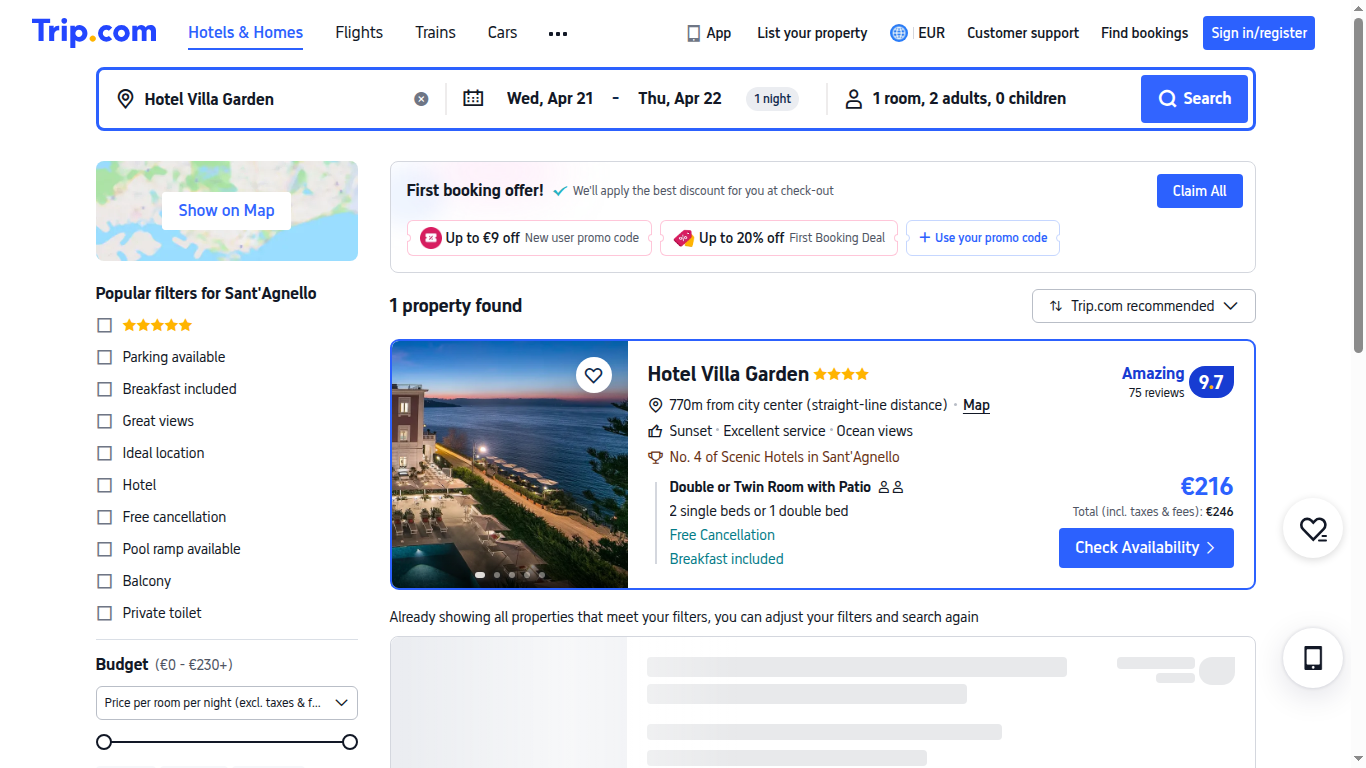 Trip.com
Hotels & Homes
Flights
Trains
Cars
App
List your property
EUR
Customer support
Find bookings
Sign in/register
Hotel Villa Garden
Wed, Apr 21 - Thu, Apr 22
1 night
1 room, 2 adults, 0 children
Search
Show on Map
First booking offer!
We'll apply the best discount for you at check-out
Claim All
Up to €9 off New user promo code
Up to 20% off First Booking Deal
+ Use your promo code
Popular filters for Sant'Agnello
Parking available
Breakfast included
Great views
Ideal location
Hotel
Free cancellation
Pool ramp available
Balcony
Private toilet
Budget (€0 - €230+)
Price per room per night (excl. taxes & f...
1 property found
Trip.com recommended
Hotel Villa Garden
Amazing
9.7
75 reviews
770m from city center (straight-line distance) · Map
Sunset · Excellent service · Ocean views
No. 4 of Scenic Hotels in Sant'Agnello
Double or Twin Room with Patio
2 single beds or 1 double bed
Free Cancellation
Breakfast included
€216
Total (incl. taxes & fees): €246
Check Availability
Already showing all properties that meet your filters, you can adjust your filters and search again